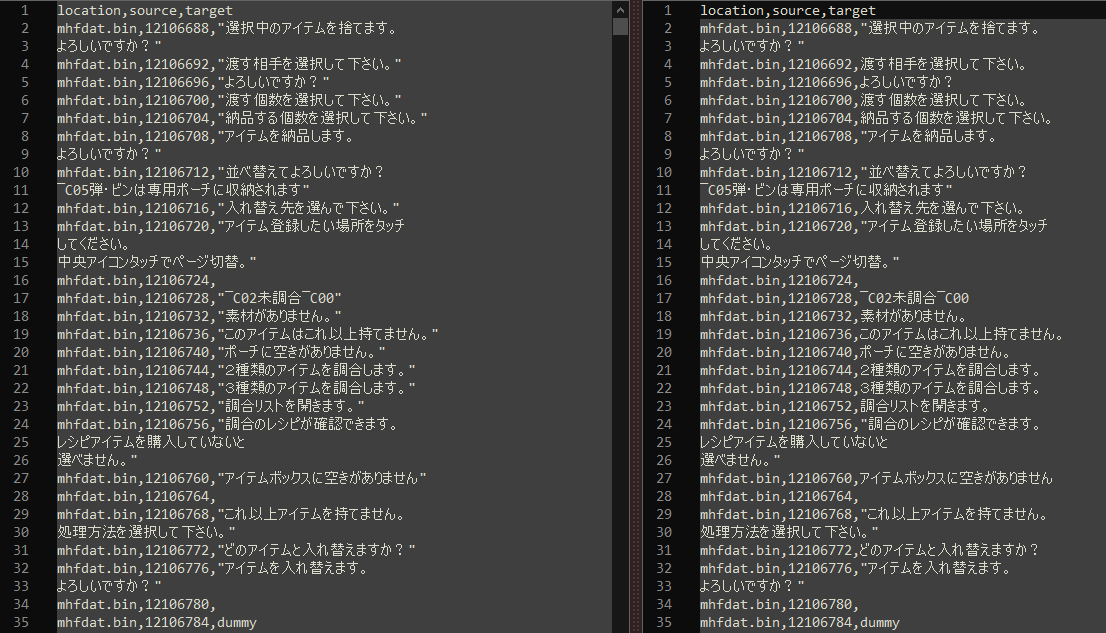 1 location,source,target
2 mhfdat.bin,12106688,"選択中のアイテムを捨てます。
3 よろしいですか？"
4 mhfdat.bin,12106692,"渡す相手を選択して下さい。"
5 mhfdat.bin,12106696,"よろしいですか？"
6 mhfdat.bin,12106700,"渡す個数を選択して下さい。"
7 mhfdat.bin,12106704,"納品する個数を選択して下さい。"
8 mhfdat.bin,12106708,"アイテムを納品します。
9 よろしいですか？"
10 mhfdat.bin,12106712,"並べ替えてよろしいですか？
11 ‾C05弾･ビンは専用ポーチに収納されます"
12 mhfdat.bin,12106716,"入れ替え先を選んで下さい。"
13 mhfdat.bin,12106720,"アイテム登録したい場所をタッチ
14 してください。
15 中央アイコンタッチでページ切替。"
16 mhfdat.bin,12106724,
17 mhfdat.bin,12106728,"‾C02未調合‾C00"
18 mhfdat.bin,12106732,"素材がありません。"
19 mhfdat.bin,12106736,"このアイテムはこれ以上持てません。"
20 mhfdat.bin,12106740,"ポーチに空きがありません。"
21 mhfdat.bin,12106744,"２種類のアイテムを調合します。"
22 mhfdat.bin,12106748,"３種類のアイテムを調合します。"
23 mhfdat.bin,12106752,"調合リストを開きます。"
24 mhfdat.bin,12106756,"調合のレシピが確認できます。
25 レシピアイテムを購入していないと
26 選べません。"
27 mhfdat.bin,12106760,"アイテムボックスに空きがありません"
28 mhfdat.bin,12106764,
29 mhfdat.bin,12106768,"これ以上アイテムを持てません。
30 処理方法を選択して下さい。"
31 mhfdat.bin,12106772,"どのアイテムと入れ替えますか？"
32 mhfdat.bin,12106776,"アイテムを入れ替えます。
33 よろしいですか？"
34 mhfdat.bin,12106780,
35 mhfdat.bin,12106784,dummy
1 location,source,target
2 mhfdat.bin,12106688,"選択中のアイテムを捨てます。
3 よろしいですか？"
4 mhfdat.bin,12106692,渡す相手を選択して下さい。
5 mhfdat.bin,12106696,よろしいですか？
6 mhfdat.bin,12106700,渡す個数を選択して下さい。
7 mhfdat.bin,12106704,納品する個数を選択して下さい。
8 mhfdat.bin,12106708,"アイテムを納品します。
9 よろしいですか？"
10 mhfdat.bin,12106712,"並べ替えてよろしいですか？
11 ‾C05弾･ビンは専用ポーチに収納されます"
12 mhfdat.bin,12106716,入れ替え先を選んで下さい。
13 mhfdat.bin,12106720,"アイテム登録したい場所をタッチ
14 してください。
15 中央アイコンタッチでページ切替。"
16 mhfdat.bin,12106724,
17 mhfdat.bin,12106728,‾C02未調合‾C00
18 mhfdat.bin,12106732,素材がありません。
19 mhfdat.bin,12106736,このアイテムはこれ以上持てません。
20 mhfdat.bin,12106740,ポーチに空きがありません。
21 mhfdat.bin,12106744,２種類のアイテムを調合します。
22 mhfdat.bin,12106748,３種類のアイテムを調合します。
23 mhfdat.bin,12106752,調合リストを開きます。
24 mhfdat.bin,12106756,"調合のレシピが確認できます。
25 レシピアイテムを購入していないと
26 選べません。"
27 mhfdat.bin,12106760,アイテムボックスに空きがありません
28 mhfdat.bin,12106764,
29 mhfdat.bin,12106768,"これ以上アイテムを持てません。
30 処理方法を選択して下さい。"
31 mhfdat.bin,12106772,どのアイテムと入れ替えますか？
32 mhfdat.bin,12106776,"アイテムを入れ替えます。
33 よろしいですか？"
34 mhfdat.bin,12106780,
35 mhfdat.bin,12106784,dummy